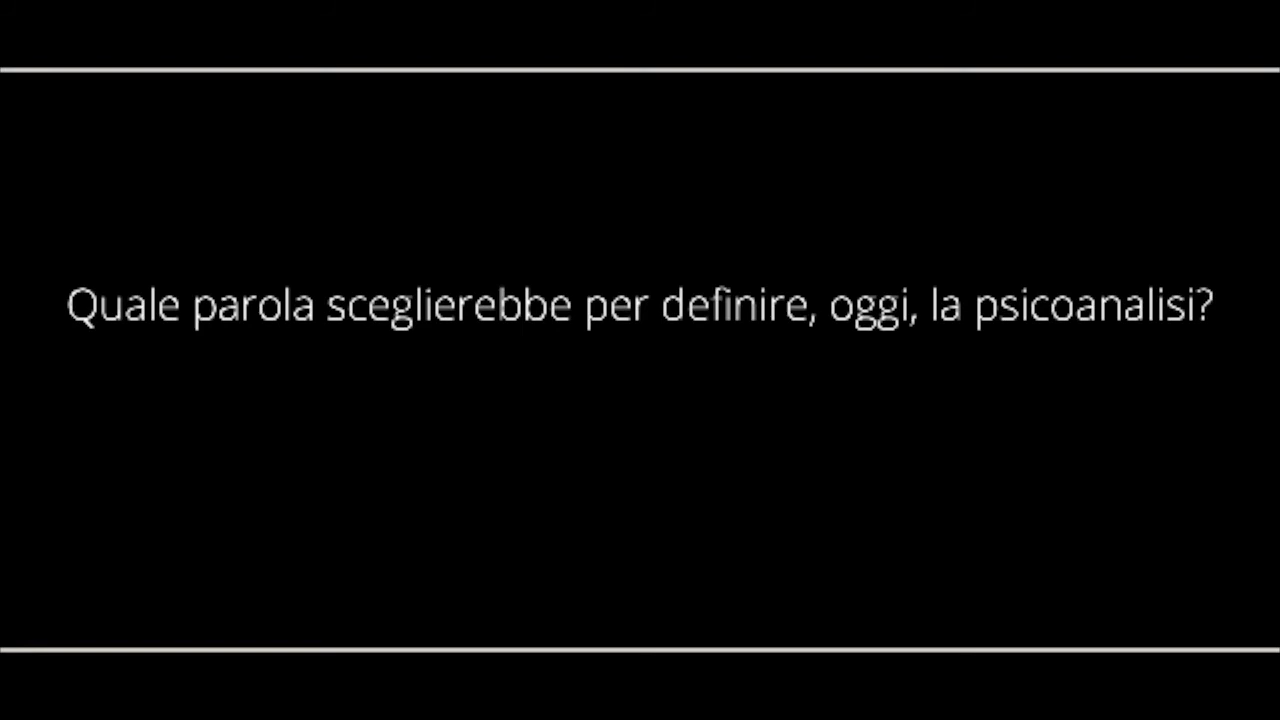 Quale parola sceglierebbe per definire, oggi, la psicoanalisi?